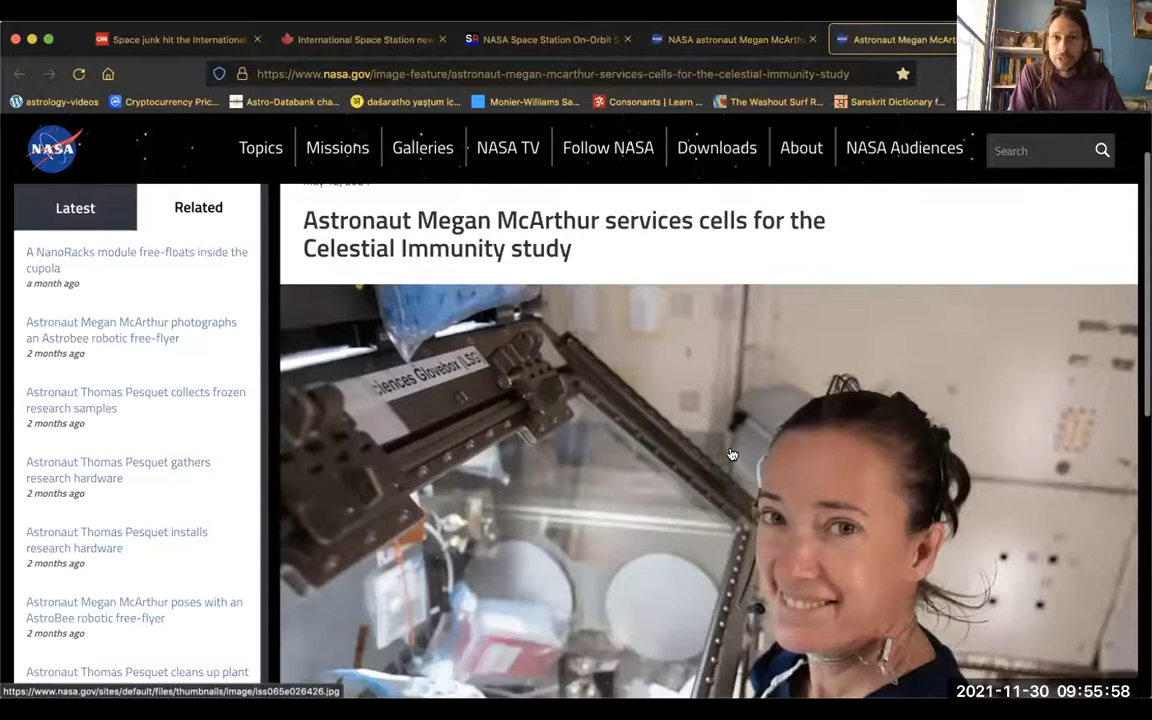 Space junk hit the International
International Space Station new
NASA Space Station On-Orbit S
NASA astronaut Megan McArthu
Astronaut Megan McArt
https://www.nasa.gov/image-feature/astronaut-megan-mcarthur-services-cells-for-the-celestial-immunity-study
astrology-videos
Cryptocurrency Pric...
Astro-Databank cha...
daśaratho yaṣṭum ic...
Monier-Williams Sa...
Consonants | Learn ...
The Washout Surf R...
Sanskrit Dictionary f...
NASA
Topics
Missions
Galleries
NASA TV
Follow NASA
Downloads
About
NASA Audiences
Search
Latest
Related
A NanoRacks module free-floats inside the
cupola
a month ago
Astronaut Megan McArthur photographs
an Astrobee robotic free-flyer
2 months ago
Astronaut Thomas Pesquet collects frozen
research samples
2 months ago
Astronaut Thomas Pesquet gathers
research hardware
2 months ago
Astronaut Thomas Pesquet installs
research hardware
2 months ago
Astronaut Megan McArthur poses with an
AstroBee robotic free-flyer
2 months ago
Astronaut Thomas Pesquet cleans up plant
Astronaut Megan McArthur services cells for the
Celestial Immunity study
ciences Glovebox (LSG)
https://www.nasa.gov/sites/default/files/thumbnails/image/iss065e026426.jpg
2021-11-30 09:55:58